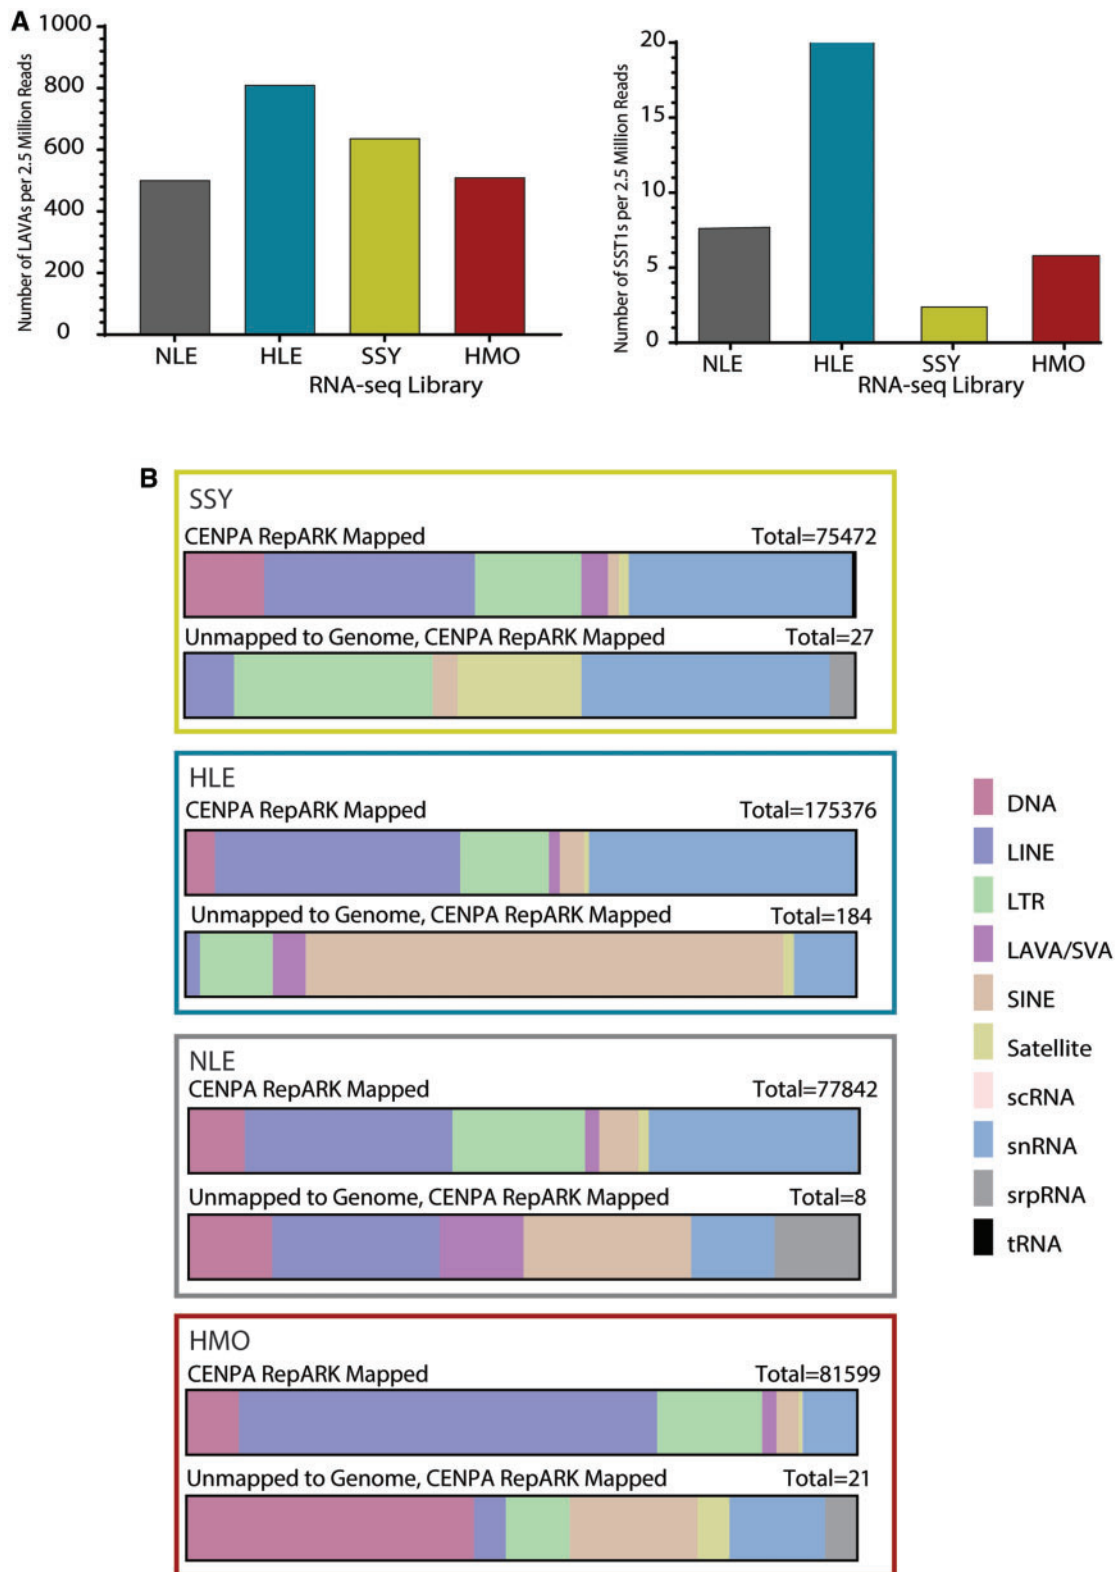 A
Number of LAVAs per 2.5 Million Reads
1000
800
600
400
200
0
NLE HLE SSY HMO
RNA-seq Library
Number of SST1s per 2.5 Million Reads
20
15
10
5
0
NLE HLE SSY HMO
RNA-seq Library
B
SSY
CENPA RepARK Mapped Total=75472
Unmapped to Genome, CENPA RepARK Mapped Total=27
HLE
CENPA RepARK Mapped Total=175376
Unmapped to Genome, CENPA RepARK Mapped Total=184
NLE
CENPA RepARK Mapped Total=77842
Unmapped to Genome, CENPA RepARK Mapped Total=8
HMO
CENPA RepARK Mapped Total=81599
Unmapped to Genome, CENPA RepARK Mapped Total=21
DNA
LINE
LTR
LAVA/SVA
SINE
Satellite
scRNA
snRNA
srpRNA
tRNA